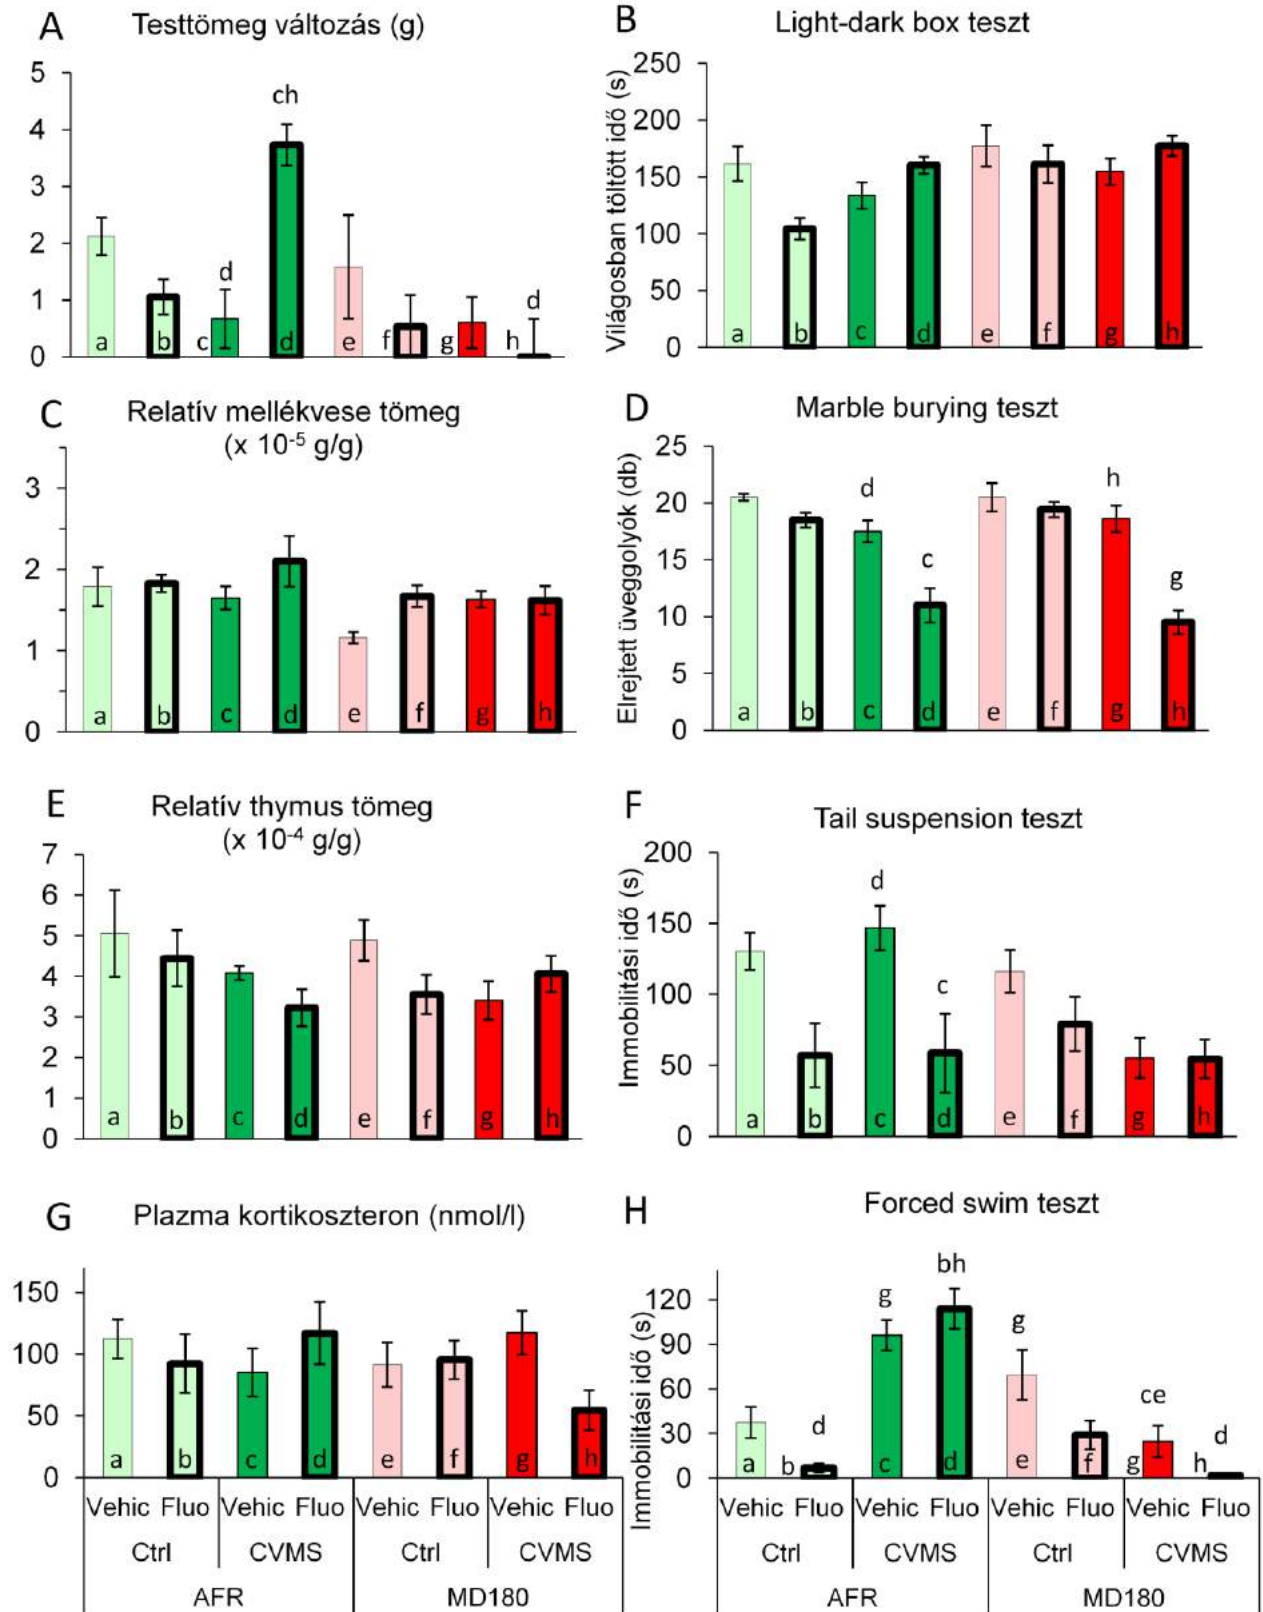 A Testtömeg változás (g)
5
4
3
2
1
0
ch
d
d
a b c d e f g h
B Light-dark box teszt
Világosban töltött idő (s)
250
200
150
100
50
0
a b c d e f g h
C Relatív mellékvese tömeg
(x 10-5 g/g)
3
2
1
0
a b c d e f g h
D Marble burying teszt
Elrejtett üveggolyók (db)
25
20
15
10
5
0
d
c
h
g
a b c d e f g h
E Relatív thymus tömeg
(x 10-4 g/g)
7
6
5
4
3
2
1
0
a b c d e f g h
F Tail suspension teszt
Immobilitási idő (s)
200
150
100
50
0
d
c
a b c d e f g h
G Plazma kortikoszteron (nmol/l)
150
100
50
0
a b c d e f g h
Vehic Fluo Vehic Fluo Vehic Fluo Vehic Fluo
Ctrl CVMS Ctrl CVMS
AFR MD180
H Forced swim teszt
Immobilitási idő (s)
120
90
60
30
0
d
g
bh
g
ce
d
a b c d e f g h
Vehic Fluo Vehic Fluo Vehic Fluo Vehic Fluo
Ctrl CVMS Ctrl CVMS
AFR MD180